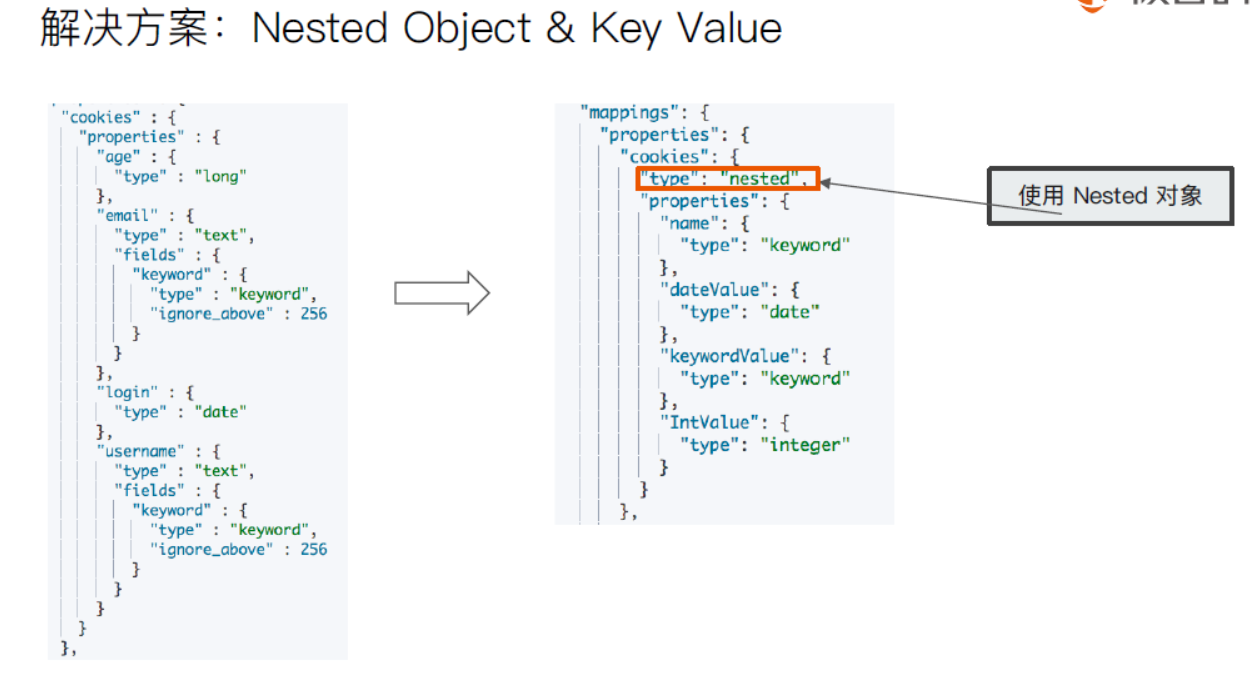 解决方案：Nested Object & Key Value
"cookies" : {
"properties" : {
"age" : {
"type" : "long"
},
"email" : {
"type" : "text",
"fields" : {
"keyword" : {
"type" : "keyword",
"ignore_above" : 256
}
}
},
"login" : {
"type" : "date"
},
"username" : {
"type" : "text",
"fields" : {
"keyword" : {
"type" : "keyword",
"ignore_above" : 256
}
}
}
}
},
"mappings": {
"properties": {
"cookies": {
"type": "nested",
"properties": {
"name": {
"type": "keyword"
},
"dateValue": {
"type": "date"
},
"keywordValue": {
"type": "keyword"
},
"IntValue": {
"type": "integer"
}
}
},
使用 Nested 对象